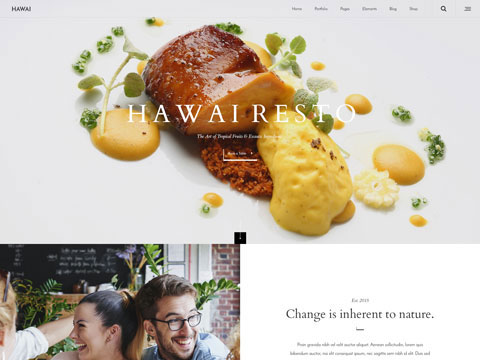 HAWAI
Home Portfolio Pages Elements Blog Shop
HAWAI RESTO
The Art of Tropical Fruits & Exotic Ingredients
Book a Table
Est. 2018
Change is inherent to nature.
Proin gravida nibh vel velit auctor aliquet. Aenean sollicitudin, lorem quis
bibendum auctor, nisi elit consequat ipsum, nec sagittis sem nibh id elit. Duis sed